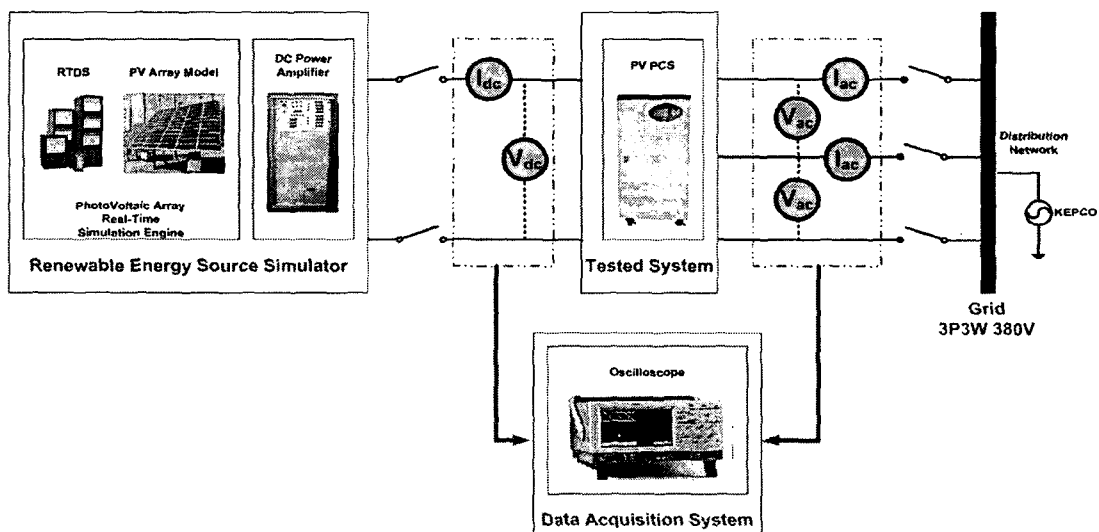 RTDS
PV Array Model
DC Power
Amplifier
PhotoVoltaic Array
Real-Time
Simulation Engine
Renewable Energy Source Simulator
Idc
Vdc
PV PCS
Tested System
Iac
Vac
Iac
Vac
Distribution
Network
KEPCO
Grid
3P3W 380V
Oscilloscope
Data Acquisition System